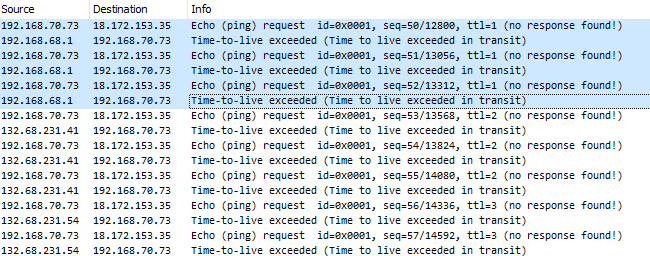 Source Destination Info
192.168.70.73 18.172.153.35 Echo (ping) request id=0x0001, seq=50/12800, ttl=1 (no response found!)
192.168.68.1 192.168.70.73 Time-to-live exceeded (Time to live exceeded in transit)
192.168.70.73 18.172.153.35 Echo (ping) request id=0x0001, seq=51/13056, ttl=1 (no response found!)
192.168.68.1 192.168.70.73 Time-to-live exceeded (Time to live exceeded in transit)
192.168.70.73 18.172.153.35 Echo (ping) request id=0x0001, seq=52/13312, ttl=1 (no response found!)
192.168.68.1 192.168.70.73 Time-to-live exceeded (Time to live exceeded in transit)
192.168.70.73 18.172.153.35 Echo (ping) request id=0x0001, seq=53/13568, ttl=2 (no response found!)
132.68.231.41 192.168.70.73 Time-to-live exceeded (Time to live exceeded in transit)
192.168.70.73 18.172.153.35 Echo (ping) request id=0x0001, seq=54/13824, ttl=2 (no response found!)
132.68.231.41 192.168.70.73 Time-to-live exceeded (Time to live exceeded in transit)
192.168.70.73 18.172.153.35 Echo (ping) request id=0x0001, seq=55/14080, ttl=2 (no response found!)
132.68.231.41 192.168.70.73 Time-to-live exceeded (Time to live exceeded in transit)
192.168.70.73 18.172.153.35 Echo (ping) request id=0x0001, seq=56/14336, ttl=3 (no response found!)
132.68.231.54 192.168.70.73 Time-to-live exceeded (Time to live exceeded in transit)
192.168.70.73 18.172.153.35 Echo (ping) request id=0x0001, seq=57/14592, ttl=3 (no response found!)
132.68.231.54 192.168.70.73 Time-to-live exceeded (Time to live exceeded in transit)